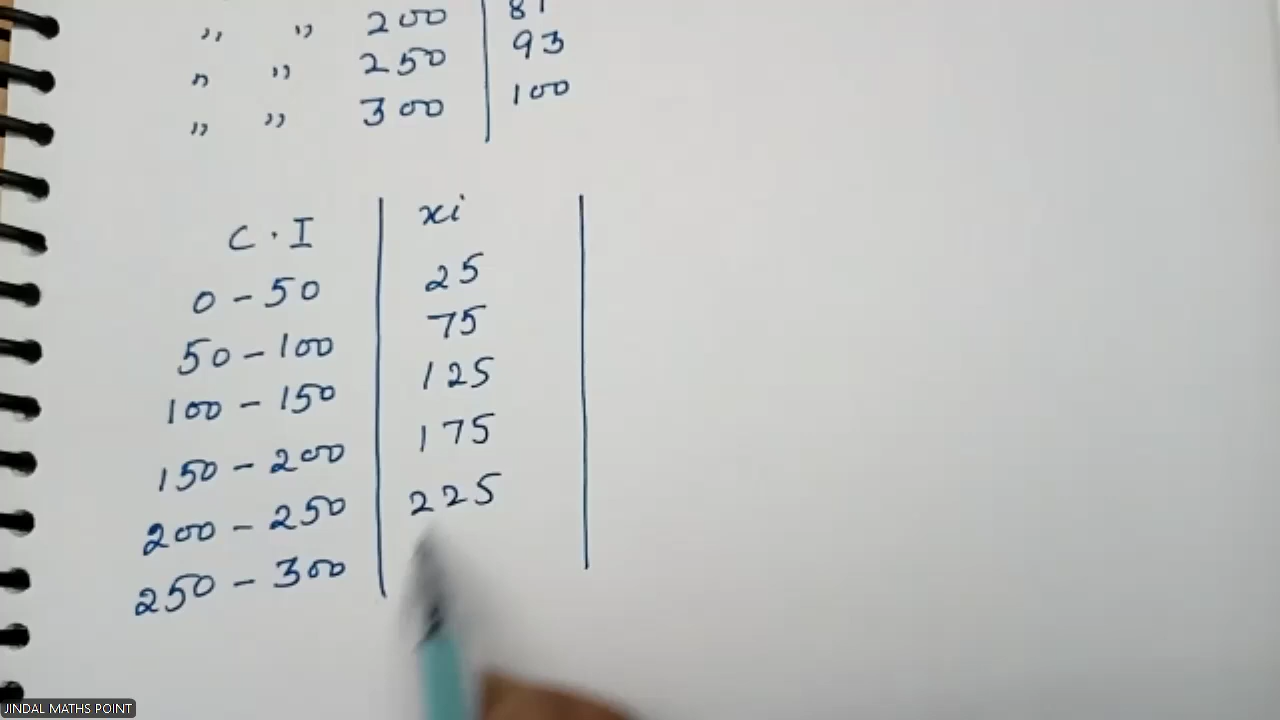 " " 200 81
" " 250 93
" " 300 100
C.I xi
0-50 25
50-100 75
100-150 125
150-200 175
200-250 225
250-300
JINDAL MATHS POINT